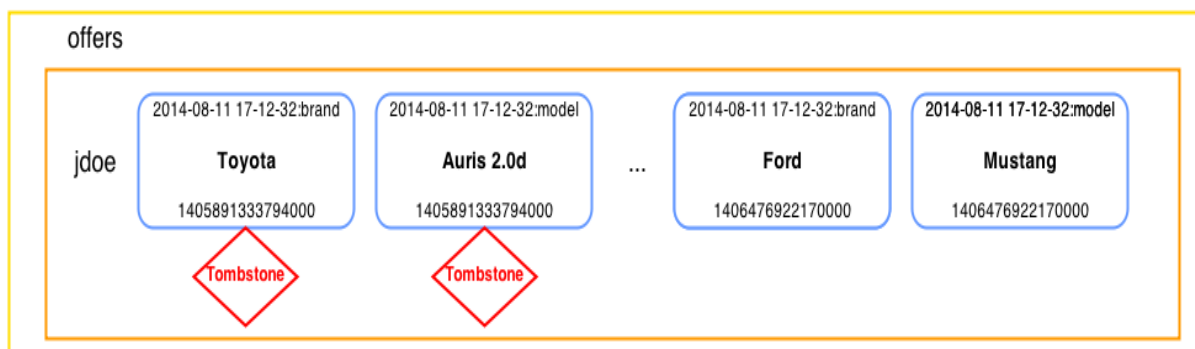 offers
2014-08-11 17-12-32:brand 2014-08-11 17-12-32:model 2014-08-11 17-12-32:brand 2014-08-11 17-12-32:model
jdoe Toyota Auris 2.0d ... Ford Mustang
1405891333794000 1405891333794000 1406476922170000 1406476922170000
Tombstone Tombstone